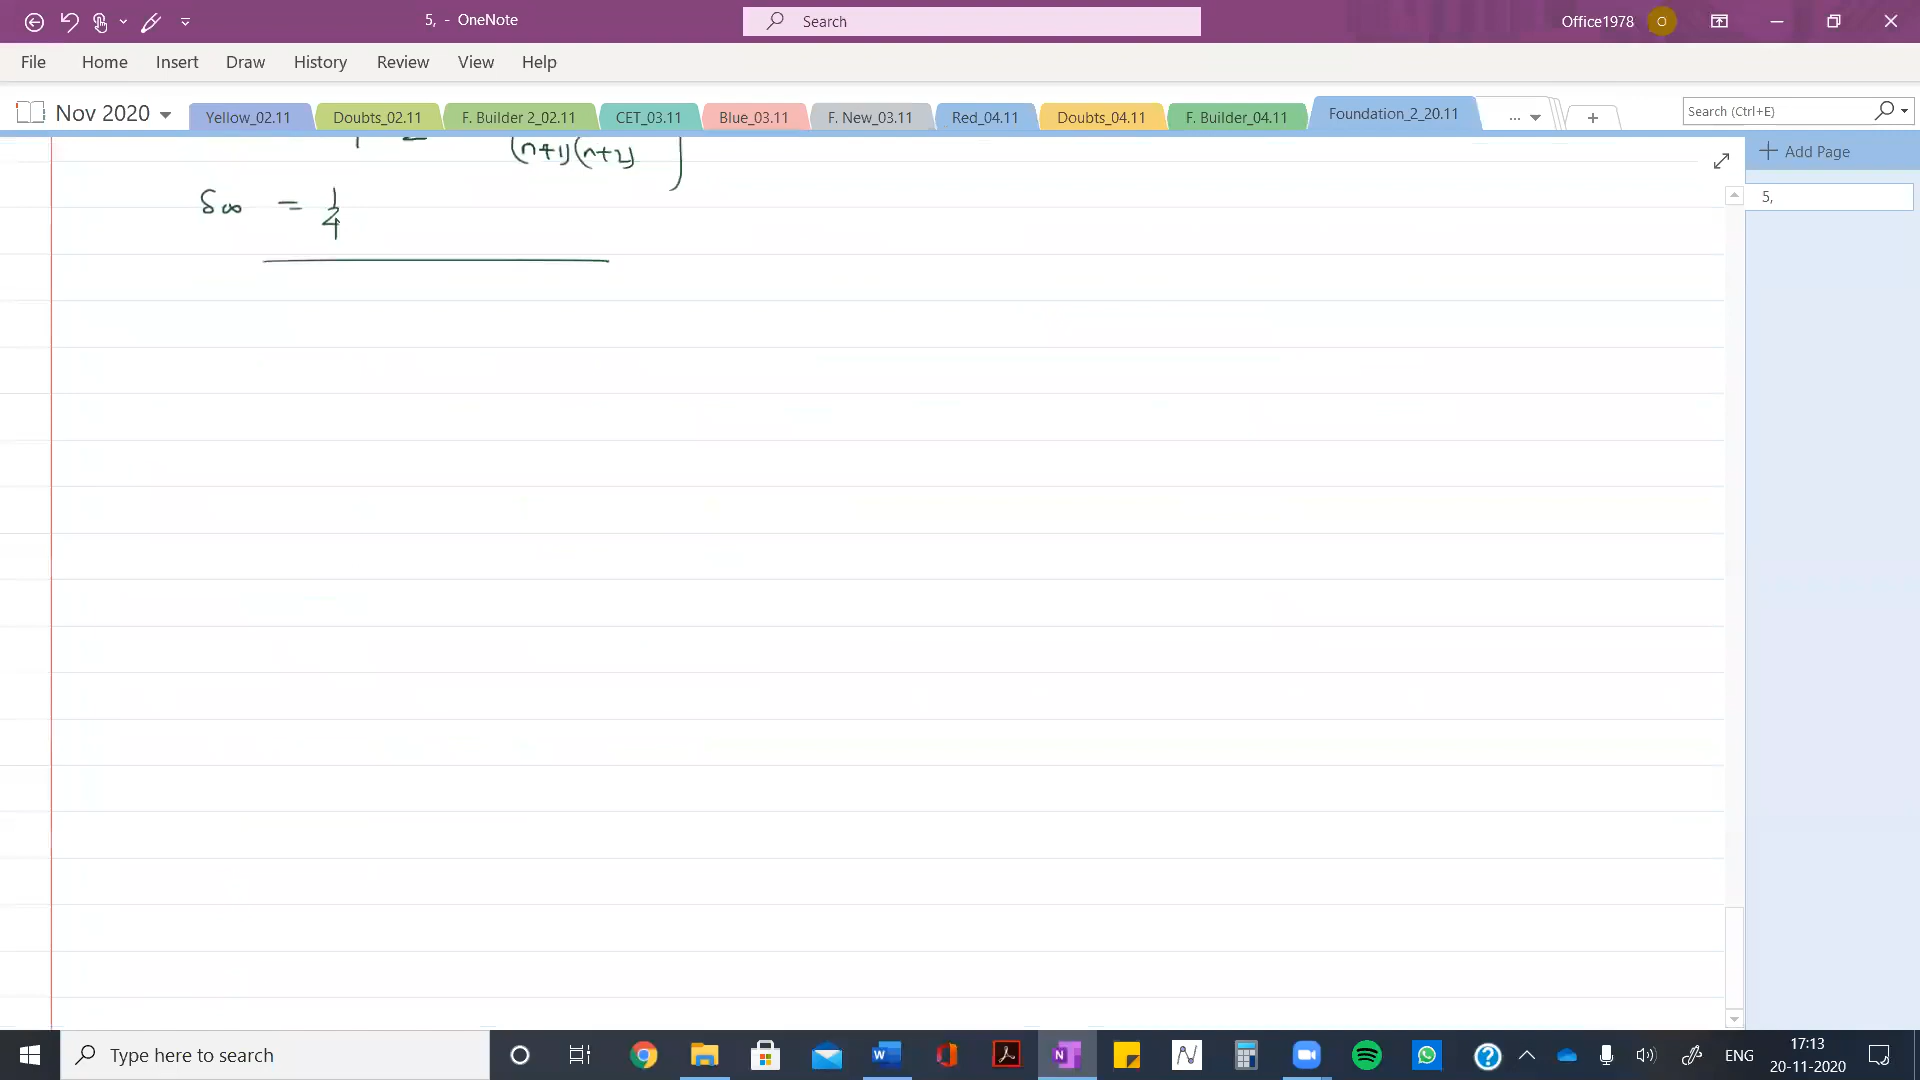 5, - OneNote
Search
Office1978
O
File Home Insert Draw History Review View Help
Nov 2020
Yellow_02.11 Doubts_02.11 F. Builder 2_02.11 CET_03.11 Blue_03.11 F. New_03.11 Red_04.11 Doubts_04.11 F. Builder_04.11 Foundation_2_20.11 ...
Search (Ctrl+E)
Add Page
5,
(n+1)(n+2)
S∞ = 1/4
Type here to search
ENG
17:13
20-11-2020